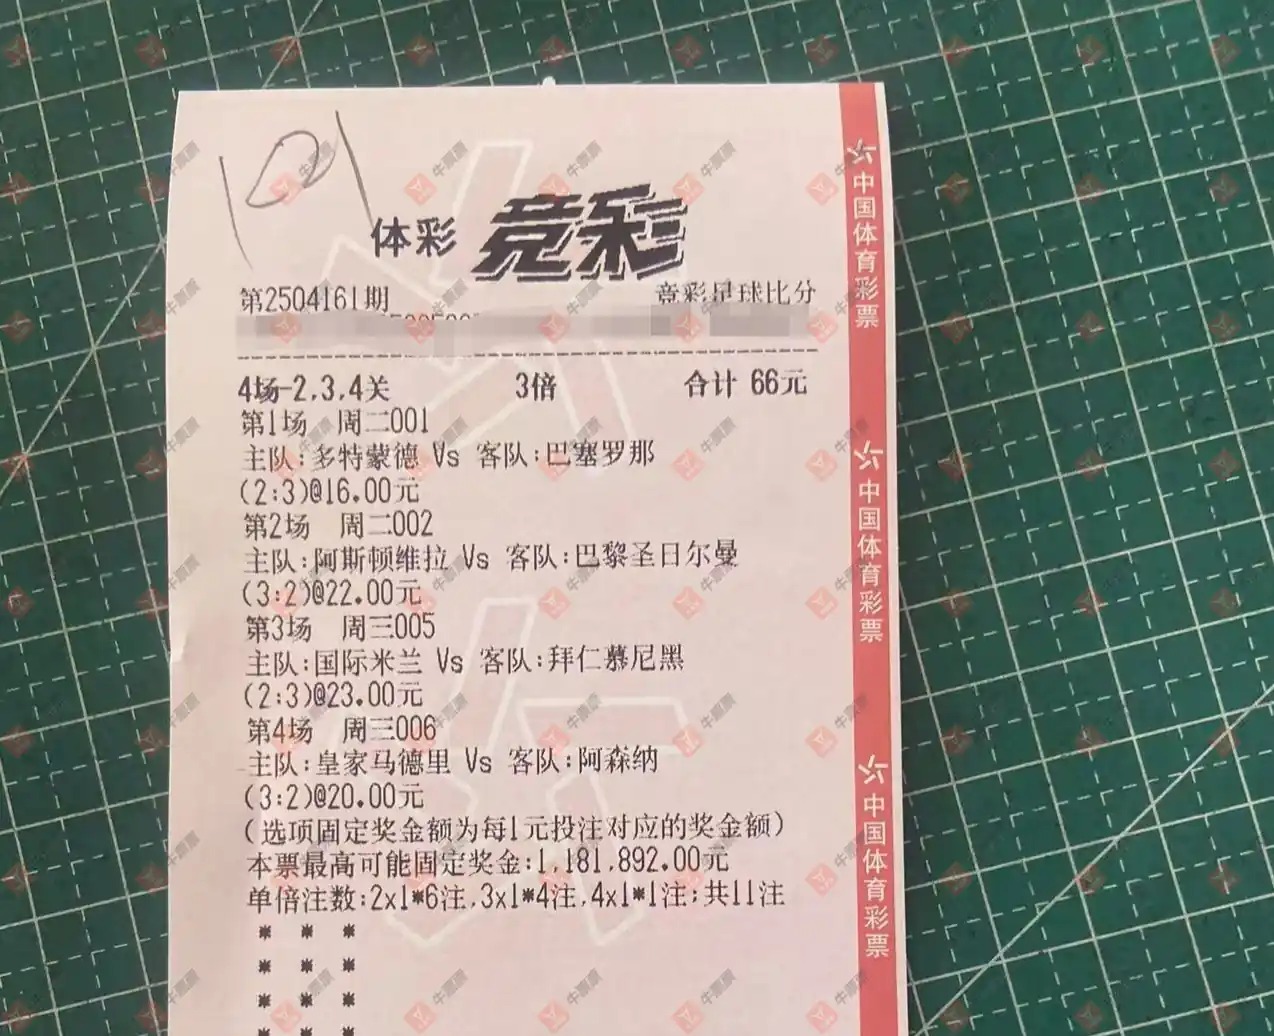 体彩 竞彩
第2504161期 竞彩足球比分
4场-2,3,4关 3倍 合计 66元
第1场 周二001
主队:多特蒙德 Vs 客队:巴塞罗那
(2:3)@16.00元
第2场 周二002
主队:阿斯顿维拉 Vs 客队:巴黎圣日尔曼
(3:2)@22.00元
第3场 周三005
主队:国际米兰 Vs 客队:拜仁慕尼黑
(2:3)@23.00元
第4场 周三006
主队:皇家马德里 Vs 客队:阿森纳
(3:2)@20.00元
(选项固定奖金额为每1元投注对应的奖金额)
本票最高可能固定奖金:1,181,892.00元
单倍注数:2x1*6注,3x1*4注,4x1*1注;共11注
* * *
* * *
* * *
* * *
中国体育彩票
中国体育彩票
中国体育彩票
牛票票